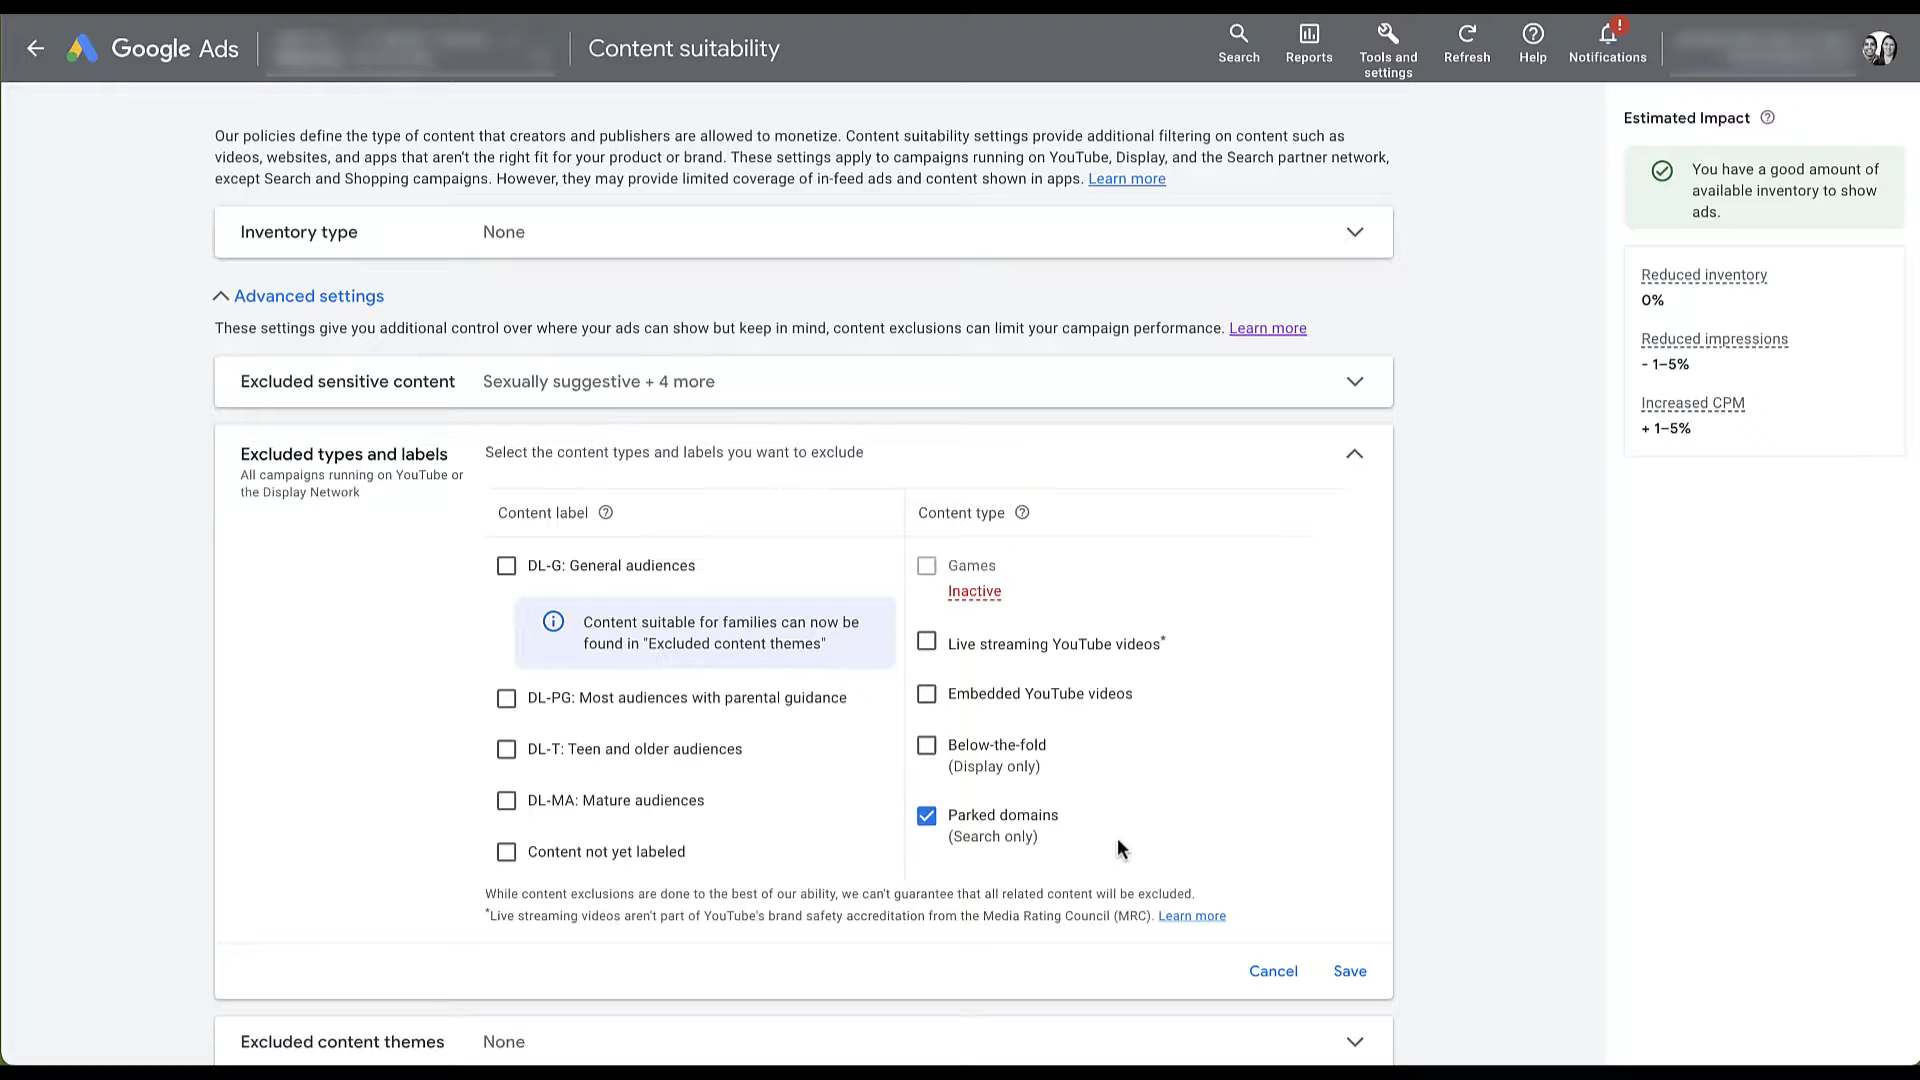 Google Ads
Content suitability
Search
Reports
Tools and
settings
Refresh
Help
Notifications
Our policies define the type of content that creators and publishers are allowed to monetize. Content suitability settings provide additional filtering on content such as
videos, websites, and apps that aren't the right fit for your product or brand. These settings apply to campaigns running on YouTube, Display, and the Search partner network,
except Search and Shopping campaigns. However, they may provide limited coverage of in-feed ads and content shown in apps. Learn more
Inventory type None
Advanced settings
These settings give you additional control over where your ads can show but keep in mind, content exclusions can limit your campaign performance. Learn more
Excluded sensitive content Sexually suggestive + 4 more
Excluded types and labels
All campaigns running on YouTube or
the Display Network
Select the content types and labels you want to exclude
Content label
DL-G: General audiences
Content suitable for families can now be
found in "Excluded content themes"
DL-PG: Most audiences with parental guidance
DL-T: Teen and older audiences
DL-MA: Mature audiences
Content not yet labeled
Content type
Games
Inactive
Live streaming YouTube videos*
Embedded YouTube videos
Below-the-fold
(Display only)
Parked domains
(Search only)
While content exclusions are done to the best of our ability, we can't guarantee that all related content will be excluded.
*Live streaming videos aren't part of YouTube's brand safety accreditation from the Media Rating Council (MRC). Learn more
Cancel Save
Excluded content themes None
Estimated Impact
You have a good amount of
available inventory to show
ads.
Reduced inventory
0%
Reduced impressions
- 1–5%
Increased CPM
+ 1–5%